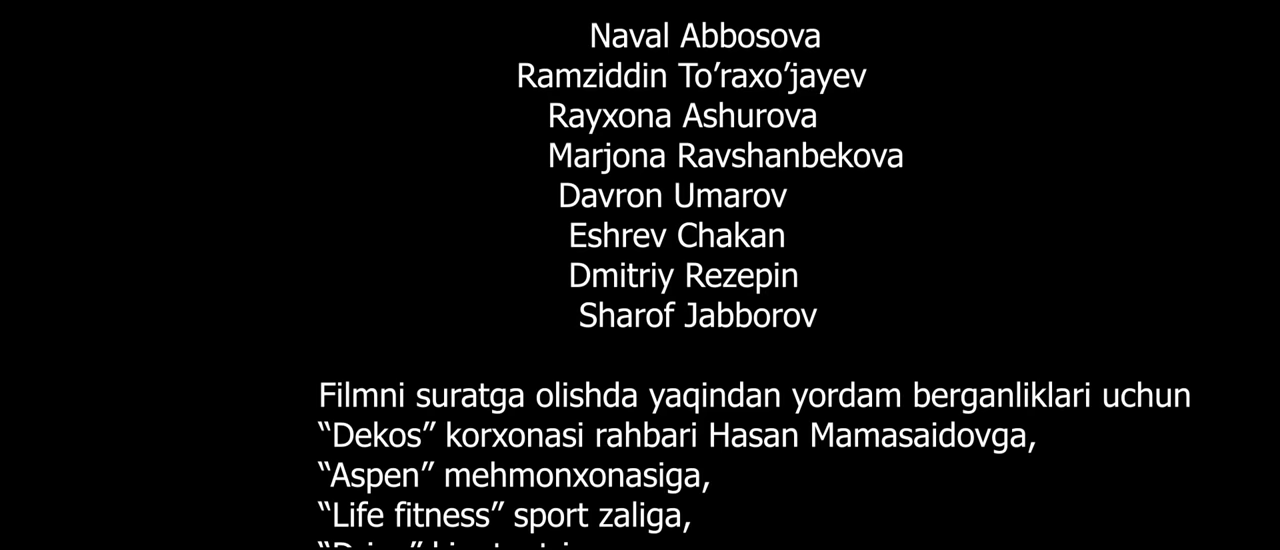 Naval Abbosova
Ramziddin To’raxo’jayev
Rayxona Ashurova
Marjona Ravshanbekova
Davron Umarov
Eshrev Chakan
Dmitriy Rezepin
Sharof Jabborov
Filmni suratga olishda yaqindan yordam berganliklari uchun
“Dekos” korxonasi rahbari Hasan Mamasaidovga,
“Aspen” mehmonxonasiga,
“Life fitness” sport zaliga,